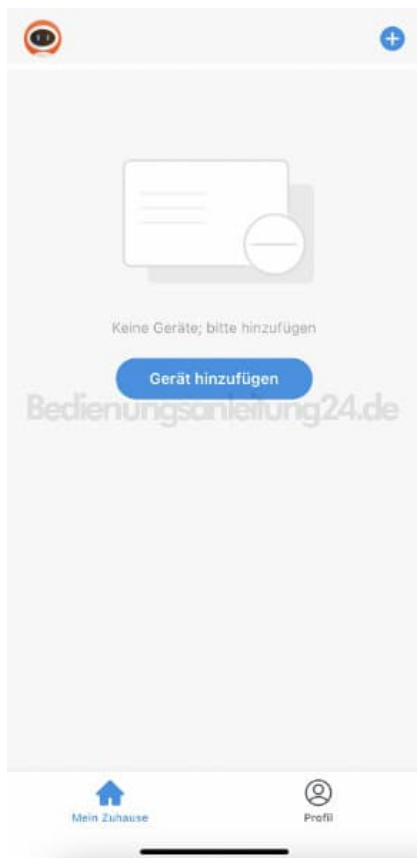 Keine Geräte; bitte hinzufügen
Gerät hinzufügen
Bedienungsanleitung24.de
Mein Zuhause
Profil